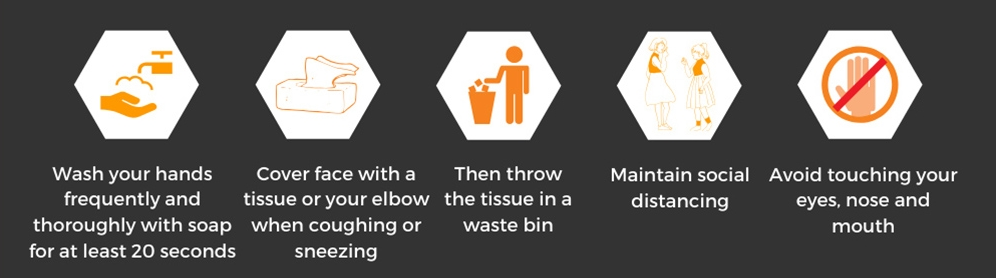 Wash your hands
frequently and
thoroughly with soap
for at least 20 seconds
Cover face with a
tissue or your elbow
when coughing or
sneezing
Then throw
the tissue in a
waste bin
Maintain social
distancing
Avoid touching your
eyes, nose and
mouth